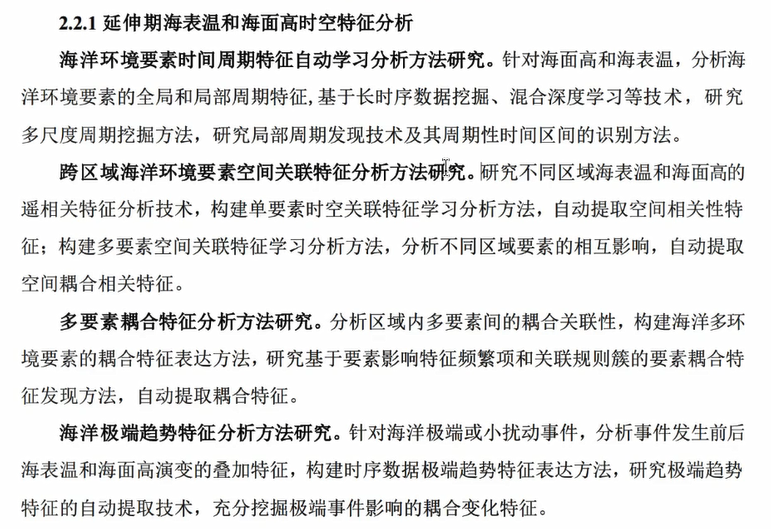 2.2.1 延伸期海表温和海面高时空特征分析
海洋环境要素时间周期特征自动学习分析方法研究。针对海面高和海表温，分析海
洋环境要素的全局和局部周期特征,基于长时序数据挖掘、混合深度学习等技术，研究
多尺度周期挖掘方法，研究局部周期发现技术及其周期性时间区间的识别方法。
跨区域海洋环境要素空间关联特征分析方法研究。研究不同区域海表温和海面高的
遥相关特征分析技术，构建单要素时空关联特征学习分析方法，自动提取空间相关性特
征；构建多要素空间关联特征学习分析方法，分析不同区域要素的相互影响，自动提取
空间耦合相关特征。
多要素耦合特征分析方法研究。分析区域内多要素间的耦合关联性，构建海洋多环
境要素的耦合特征表达方法，研究基于要素影响特征频繁项和关联规则簇的要素耦合特
征发现方法，自动提取耦合特征。
海洋极端趋势特征分析方法研究。针对海洋极端或小扰动事件，分析事件发生前后
海表温和海面高演变的叠加特征，构建时序数据极端趋势特征表达方法，研究极端趋势
特征的自动提取技术，充分挖掘极端事件影响的耦合变化特征。